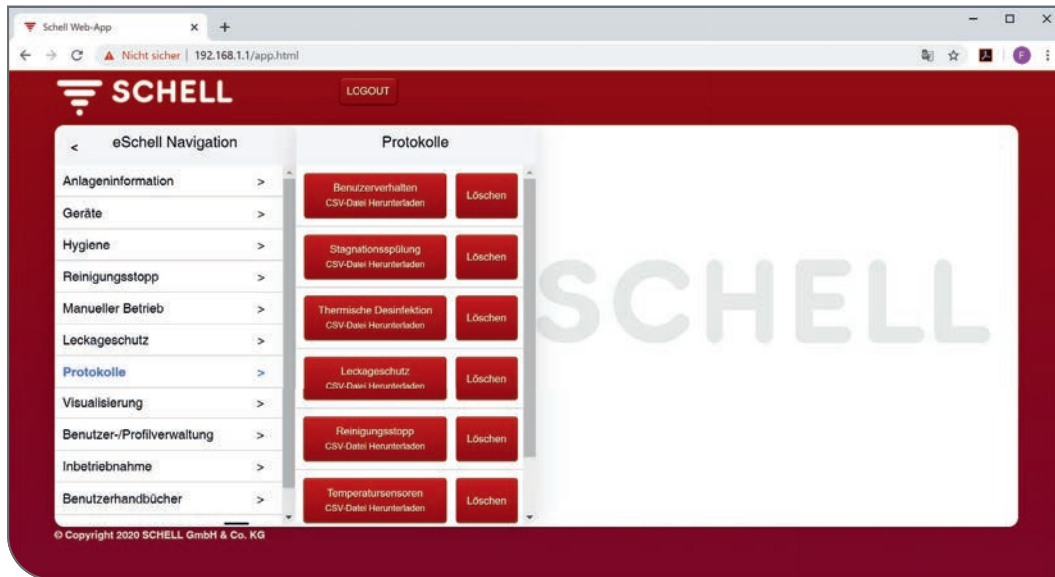 Schell Web-App
Nicht sicher | 192.168.1.1/app.html
F
SCHELL
LOGOUT
< eSchell Navigation
Anlageninformation >
Geräte >
Hygiene >
Reinigungsstopp >
Manueller Betrieb >
Leckageschutz >
Protokolle >
Visualisierung >
Benutzer-/Profilverwaltung >
Inbetriebnahme >
Benutzerhandbücher >
Protokolle
Benutzerverhalten
CSV-Datei Herunterladen
Löschen
Stagnationsspülung
CSV-Datei Herunterladen
Löschen
Thermische Desinfektion
CSV-Datei Herunterladen
Löschen
Leckageschutz
CSV-Datei Herunterladen
Löschen
Reinigungsstopp
CSV-Datei Herunterladen
Löschen
Temperatursensoren
CSV-Datei Herunterladen
Löschen
SCHELL
© Copyright 2020 SCHELL GmbH & Co. KG